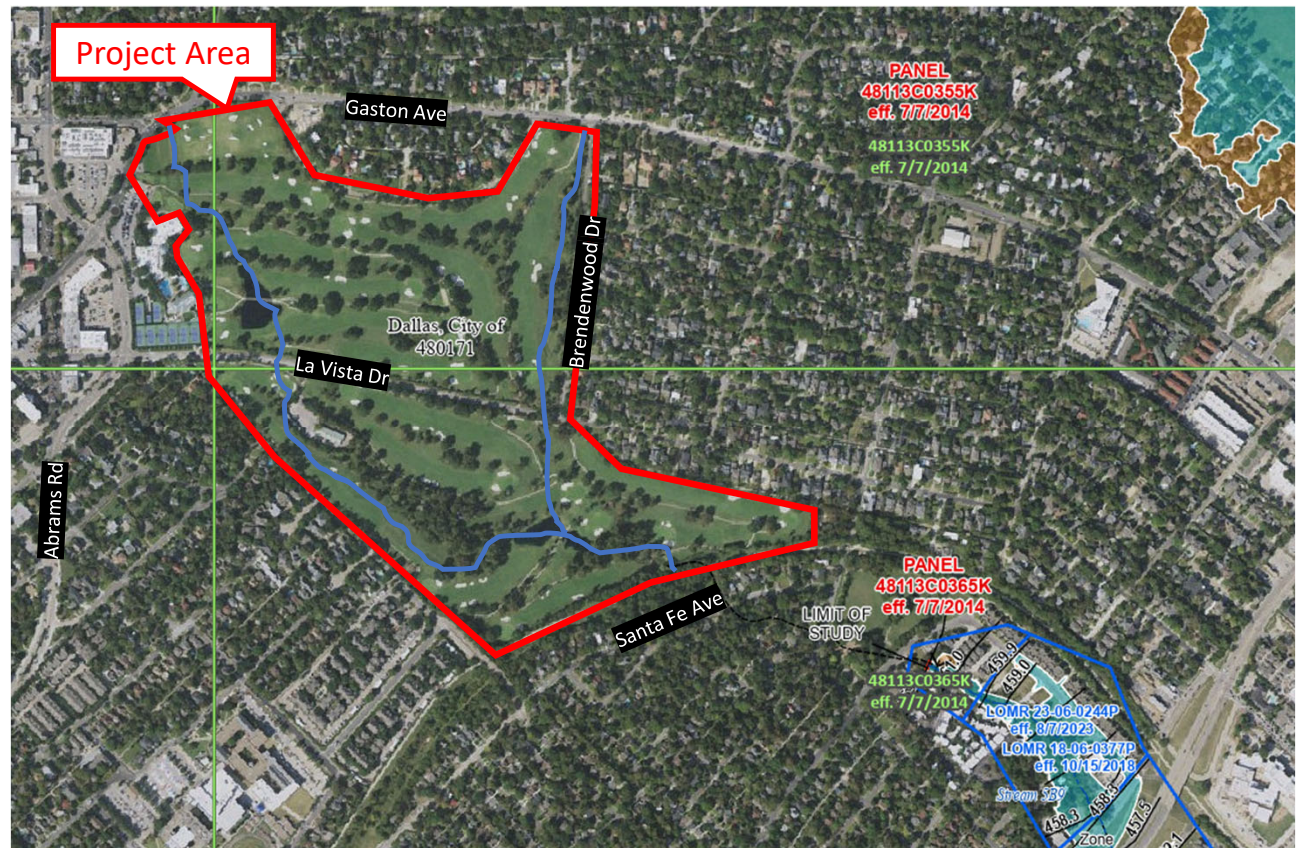 Project Area
Gaston Ave
PANEL
48113C0355K
eff. 7/7/2014
48113C0355K
eff. 7/7/2014
Brendenwood Dr
Dallas, City of
480171
La Vista Dr
Abrams Rd
Santa Fe Ave
PANEL
48113C0365K
eff. 7/7/2014
LIMIT OF
STUDY
48113C0365K
eff. 7/7/2014
459.9
459.0
LOMR 23-06-0244P
eff. 8/7/2023
LOMR 18-06-0377P
eff. 10/15/2018
Stream 5B9
458.3
458.3
457.5
Zone